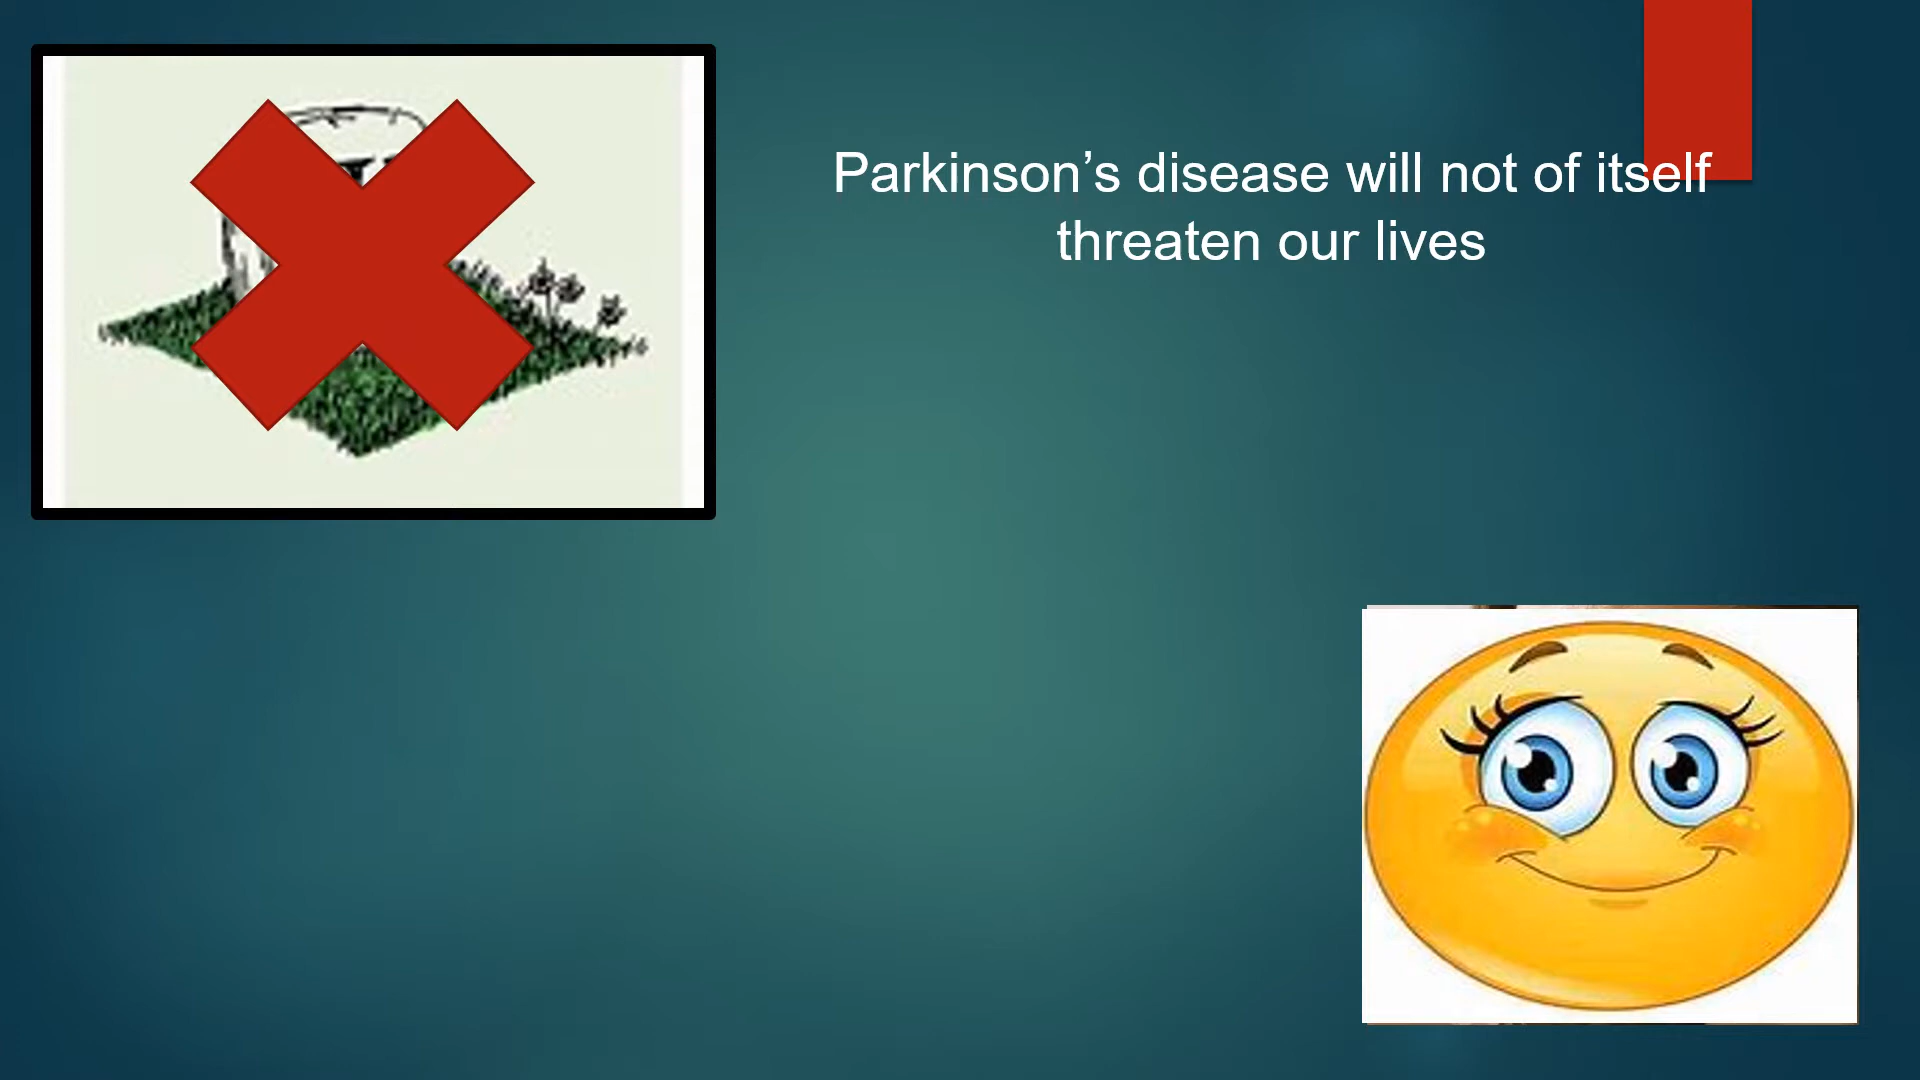 Parkinson’s disease will not of itself
threaten our lives